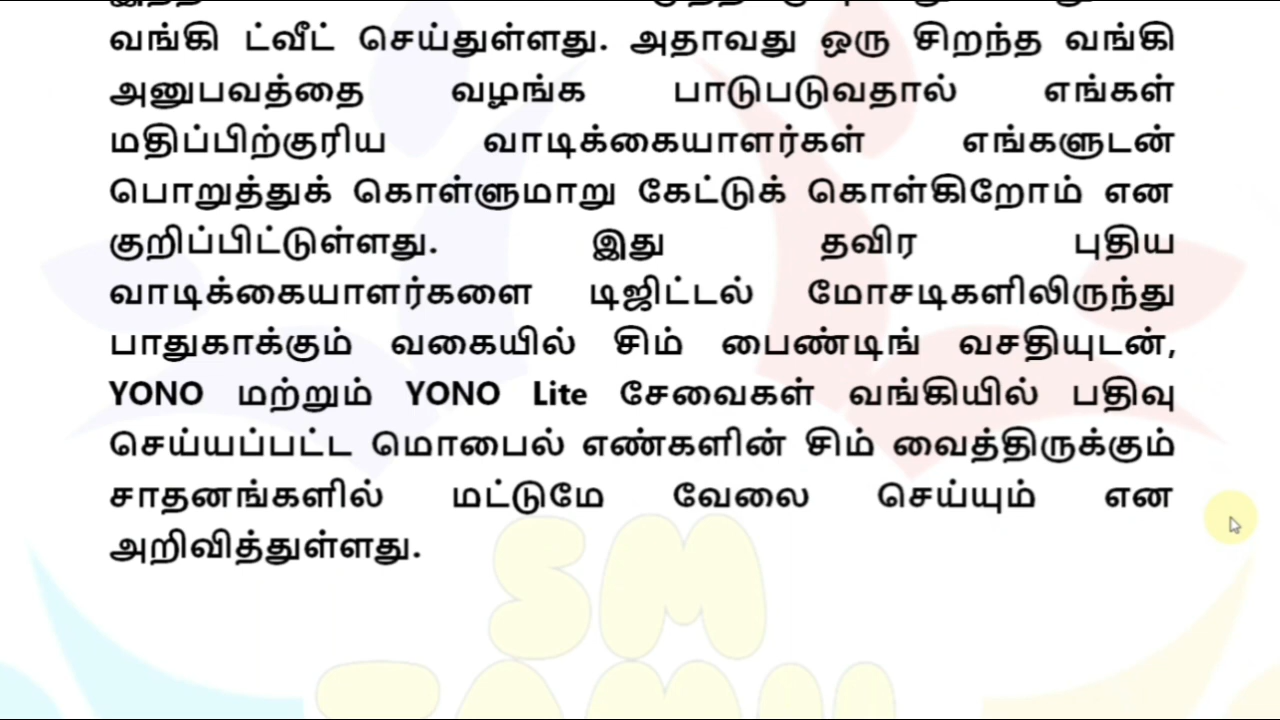 வங்கி ட்வீட் செய்துள்ளது. அதாவது ஒரு சிறந்த வங்கி
அனுபவத்தை வழங்க பாடுபடுவதால் எங்கள்
மதிப்பிற்குரிய வாடிக்கையாளர்கள் எங்களுடன்
பொறுத்துக் கொள்ளுமாறு கேட்டுக் கொள்கிறோம் என
குறிப்பிட்டுள்ளது. இது தவிர புதிய
வாடிக்கையாளர்களை டிஜிட்டல் மோசடிகளிலிருந்து
பாதுகாக்கும் வகையில் சிம் பைண்டிங் வசதியுடன்,
YONO மற்றும் YONO Lite சேவைகள் வங்கியில் பதிவு
செய்யப்பட்ட மொபைல் எண்களின் சிம் வைத்திருக்கும்
சாதனங்களில் மட்டுமே வேலை செய்யும் என
அறிவித்துள்ளது.
SM
TAMIL